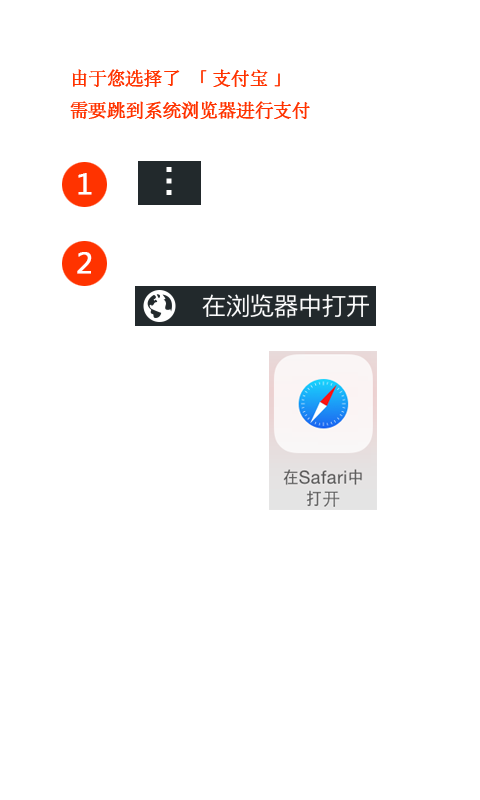 由于您选择了 「 支付宝 」
需要跳到系统浏览器进行支付
1
2
在浏览器中打开
在Safari中
打开